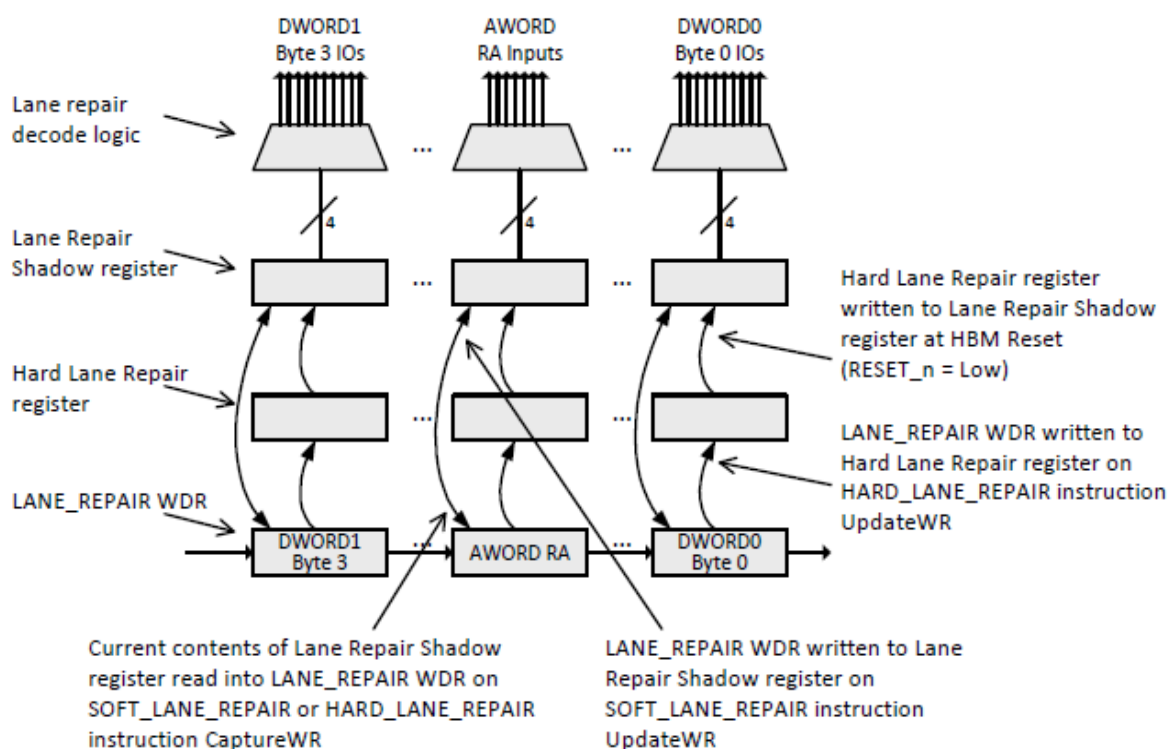 DWORD1
Byte 3 IOs
AWORD
RA Inputs
DWORD0
Byte 0 IOs
Lane repair
decode logic
...
...
4
4
4
Lane Repair
Shadow register
...
...
Hard Lane Repair register
written to Lane Repair Shadow
register at HBM Reset
(RESET_n = Low)
Hard Lane Repair
register
...
...
LANE_REPAIR WDR written to
Hard Lane Repair register on
HARD_LANE_REPAIR instruction
UpdateWR
LANE_REPAIR WDR
DWORD1
Byte 3
...
AWORD RA
...
DWORD0
Byte 0
Current contents of Lane Repair Shadow
register read into LANE_REPAIR WDR on
SOFT_LANE_REPAIR or HARD_LANE_REPAIR
instruction CaptureWR
LANE_REPAIR WDR written to Lane
Repair Shadow register on
SOFT_LANE_REPAIR instruction
UpdateWR